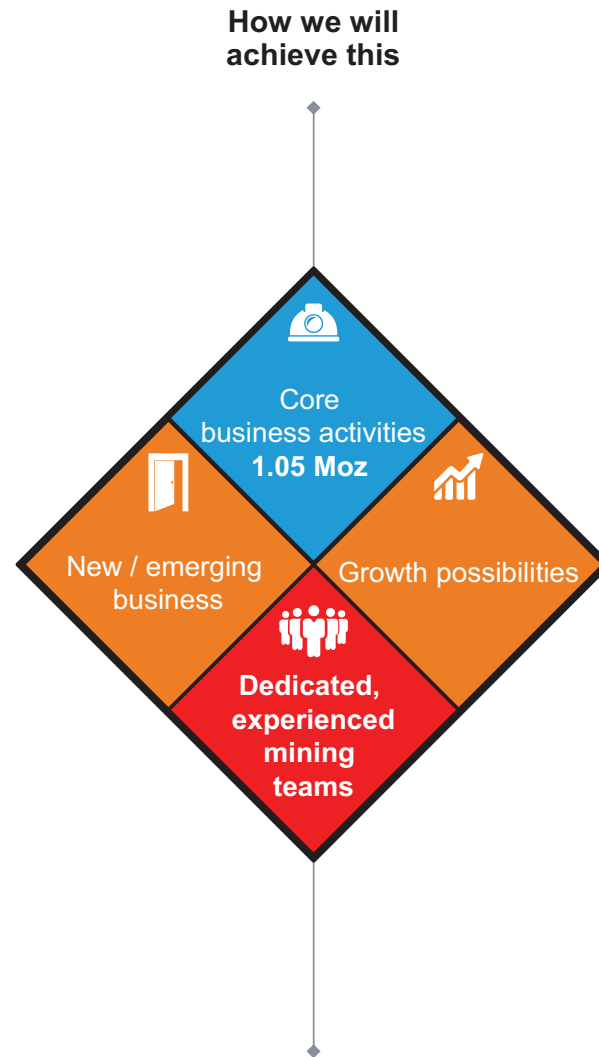 How we will
achieve this
Core
business activities
1.05 Moz
New / emerging
business
Growth possibilities
Dedicated,
experienced
mining
teams